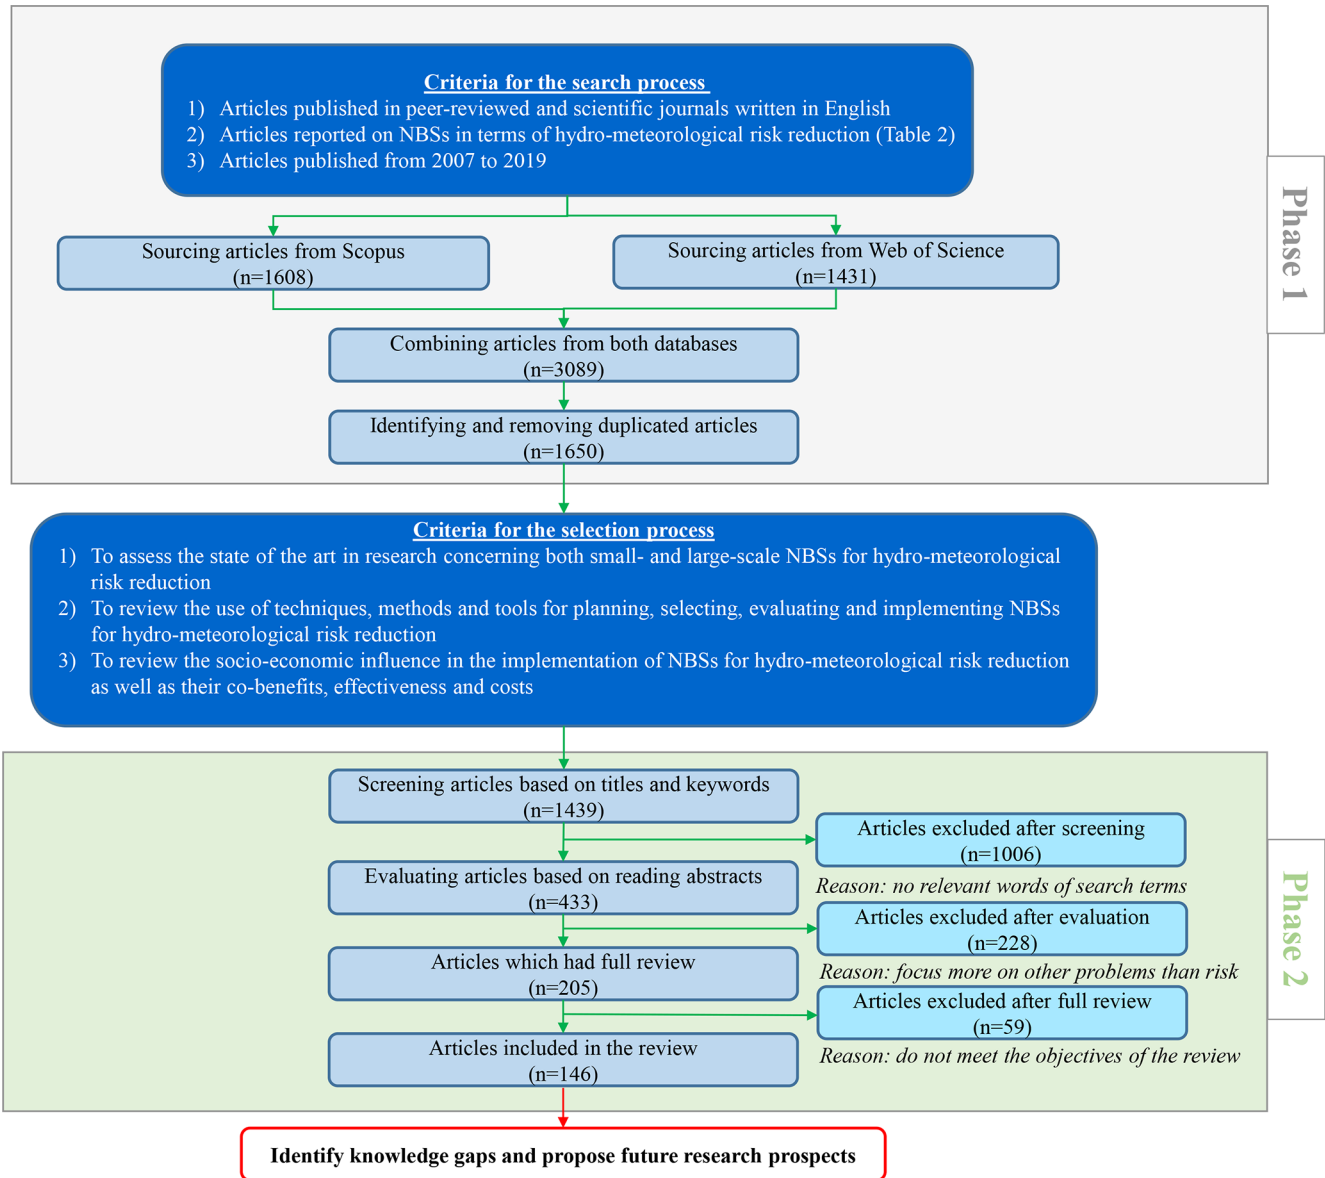 Criteria for the search process
1) Articles published in peer-reviewed and scientific journals written in English
2) Articles reported on NBSs in terms of hydro-meteorological risk reduction (Table 2)
3) Articles published from 2007 to 2019
Phase 1
Sourcing articles from Scopus
(n=1608)
Sourcing articles from Web of Science
(n=1431)
Combining articles from both databases
(n=3089)
Identifying and removing duplicated articles
(n=1650)
Criteria for the selection process
1) To assess the state of the art in research concerning both small- and large-scale NBSs for hydro-meteorological
risk reduction
2) To review the use of techniques, methods and tools for planning, selecting, evaluating and implementing NBSs
for hydro-meteorological risk reduction
3) To review the socio-economic influence in the implementation of NBSs for hydro-meteorological risk reduction
as well as their co-benefits, effectiveness and costs
Screening articles based on titles and keywords
(n=1439)
Articles excluded after screening
(n=1006)
Reason: no relevant words of search terms
Evaluating articles based on reading abstracts
(n=433)
Articles excluded after evaluation
(n=228)
Reason: focus more on other problems than risk
Phase 2
Articles which had full review
(n=205)
Articles excluded after full review
(n=59)
Reason: do not meet the objectives of the review
Articles included in the review
(n=146)
Identify knowledge gaps and propose future research prospects